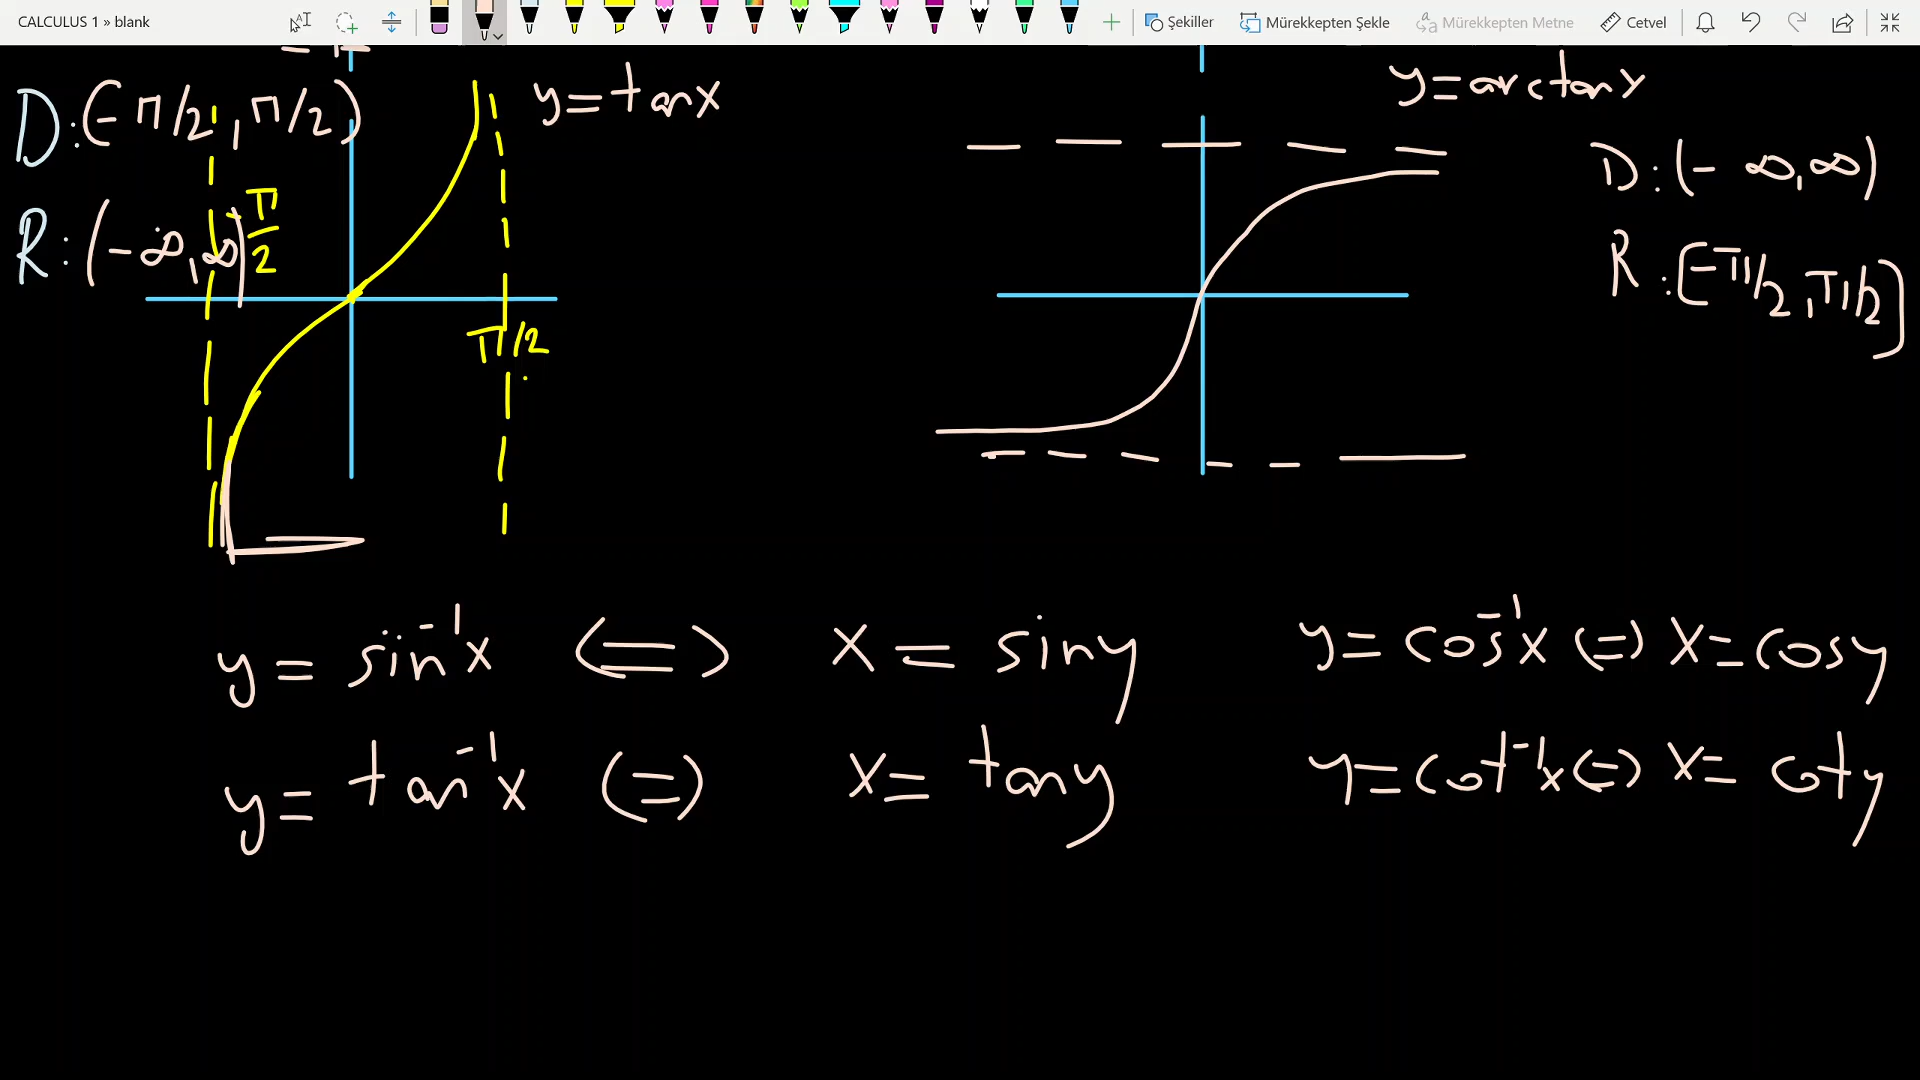 CALCULUS 1 » blank
Şekiller
Mürekkepten Şekle
Mürekkepten Metne
Cetvel
D:(-π/2,π/2)
y=tanx
R:(-∞,∞)
-π/2
π/2
y=arctanx
D:(-∞,∞)
R:[-π/2,π/2]
y=sin⁻¹x <=> x=siny
y=cos⁻¹x <=> x=cosy
y=tan⁻¹x <=> x=tany
y=cot⁻¹x <=> x=coty